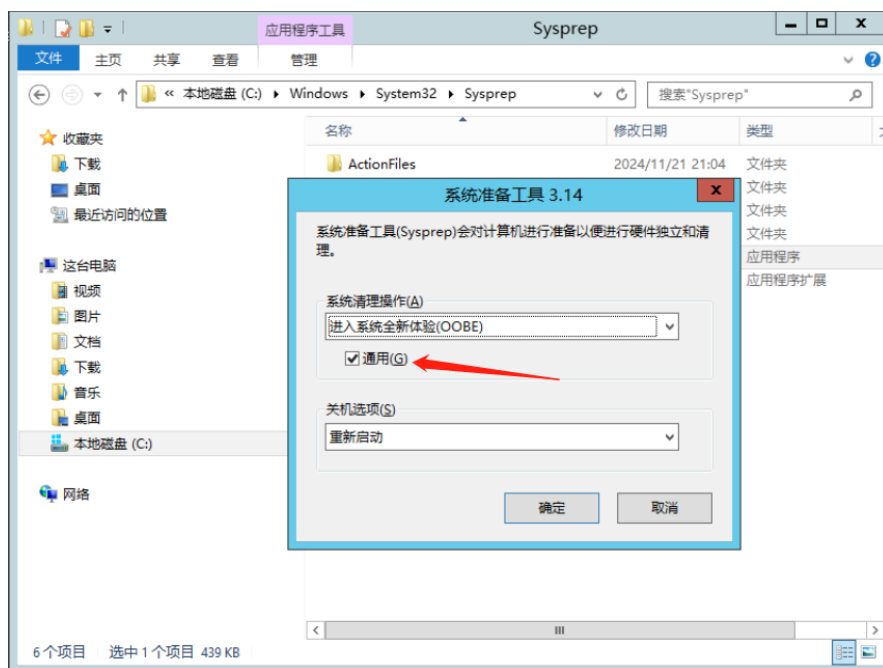 应用程序工具
Sysprep
文件
主页
共享
查看
管理
« 本地磁盘 (C:) Windows System32 Sysprep
搜索"Sysprep"
名称
修改日期
类型
收藏夹
下载
桌面
最近访问的位置
这台电脑
视频
图片
文档
下载
音乐
桌面
本地磁盘 (C:)
网络
ActionFiles
2024/11/21 21:04
文件夹
文件夹
文件夹
文件夹
应用程序
应用程序扩展
系统准备工具 3.14
系统准备工具(Sysprep)会对计算机进行准备以便进行硬件独立和清
理。
系统清理操作(A)
进入系统全新体验(OOBE)
通用(G)
关机选项(S)
重新启动
确定
取消
6 个项目
选中 1 个项目 439 KB